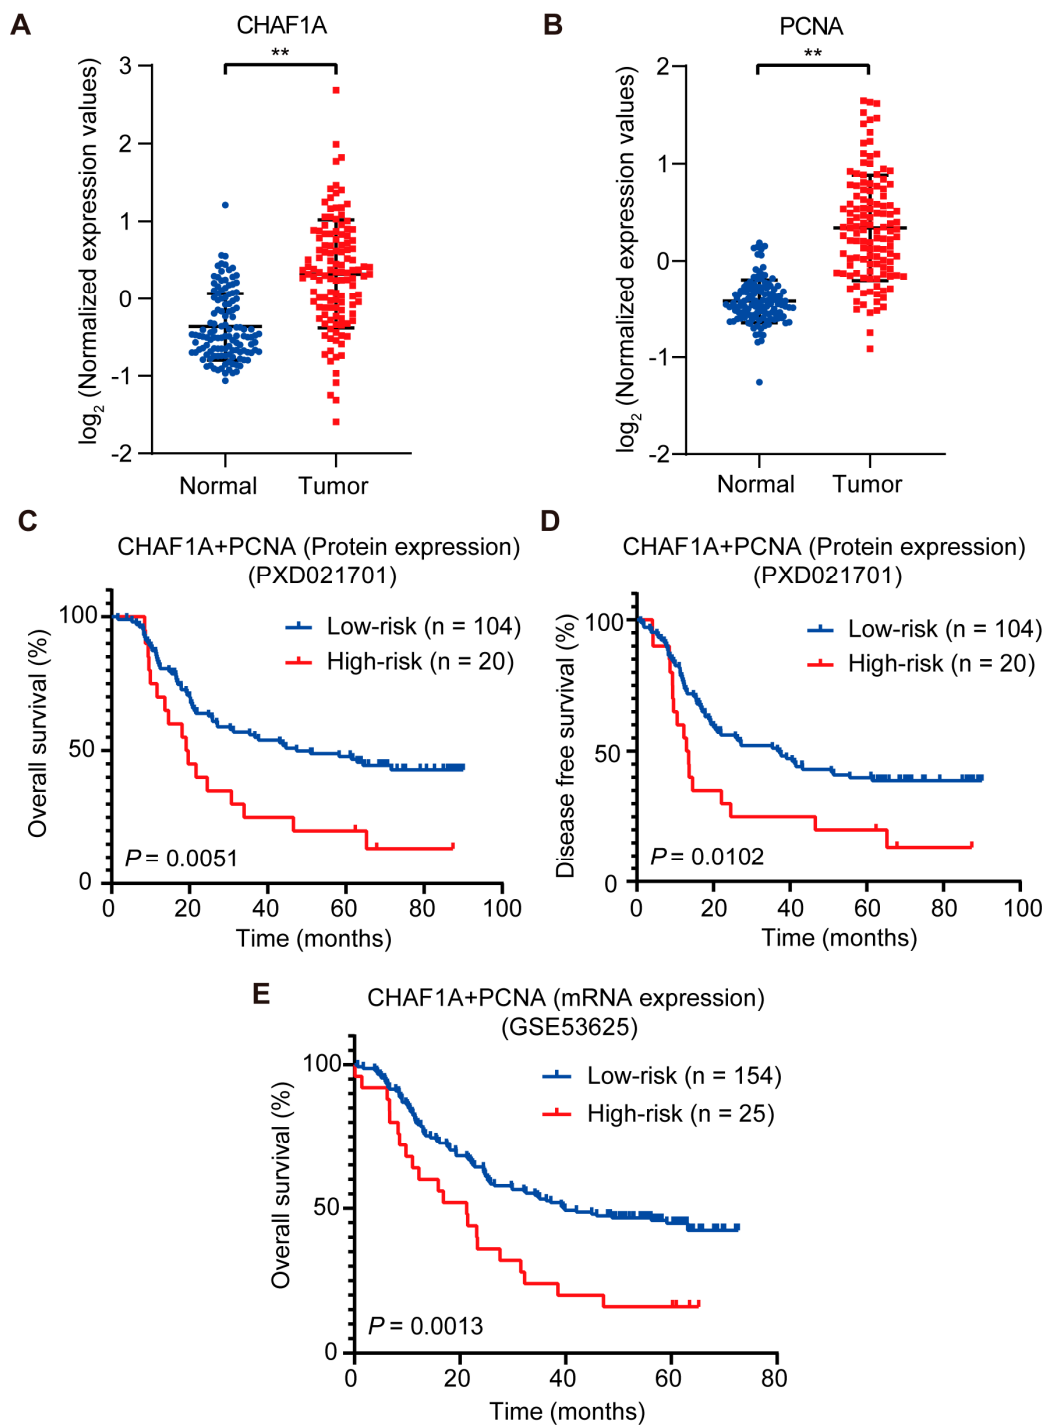 A
CHAF1A
**
log2 (Normalized expression values)
3
2
1
0
-1
-2
Normal
Tumor
B
PCNA
**
log2 (Normalized expression values)
2
1
0
-1
-2
Normal
Tumor
C
CHAF1A+PCNA (Protein expression)
(PXD021701)
Overall survival (%)
100
50
0
Low-risk (n = 104)
High-risk (n = 20)
P = 0.0051
0
20
40
60
80
100
Time (months)
D
CHAF1A+PCNA (Protein expression)
(PXD021701)
Disease free survival (%)
100
50
0
Low-risk (n = 104)
High-risk (n = 20)
P = 0.0102
0
20
40
60
80
100
Time (months)
E
CHAF1A+PCNA (mRNA expression)
(GSE53625)
Overall survival (%)
100
50
0
Low-risk (n = 154)
High-risk (n = 25)
P = 0.0013
0
20
40
60
80
Time (months)